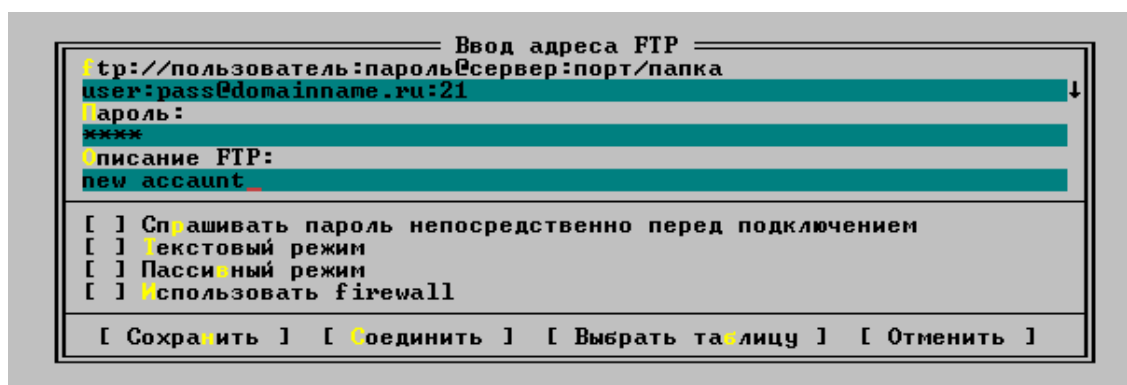 Ввод адреса FTP
ftp://пользователь:пароль@сервер:порт/папка
user:pass@domainname.ru:21 ↓
Пароль:
****
Описание FTP:
new accaunt_
[ ] Спрашивать пароль непосредственно перед подключением
[ ] Текстовый режим
[ ] Пассивный режим
[ ] Использовать firewall
[ Сохранить ] [ Соединить ] [ Выбрать таблицу ] [ Отменить ]